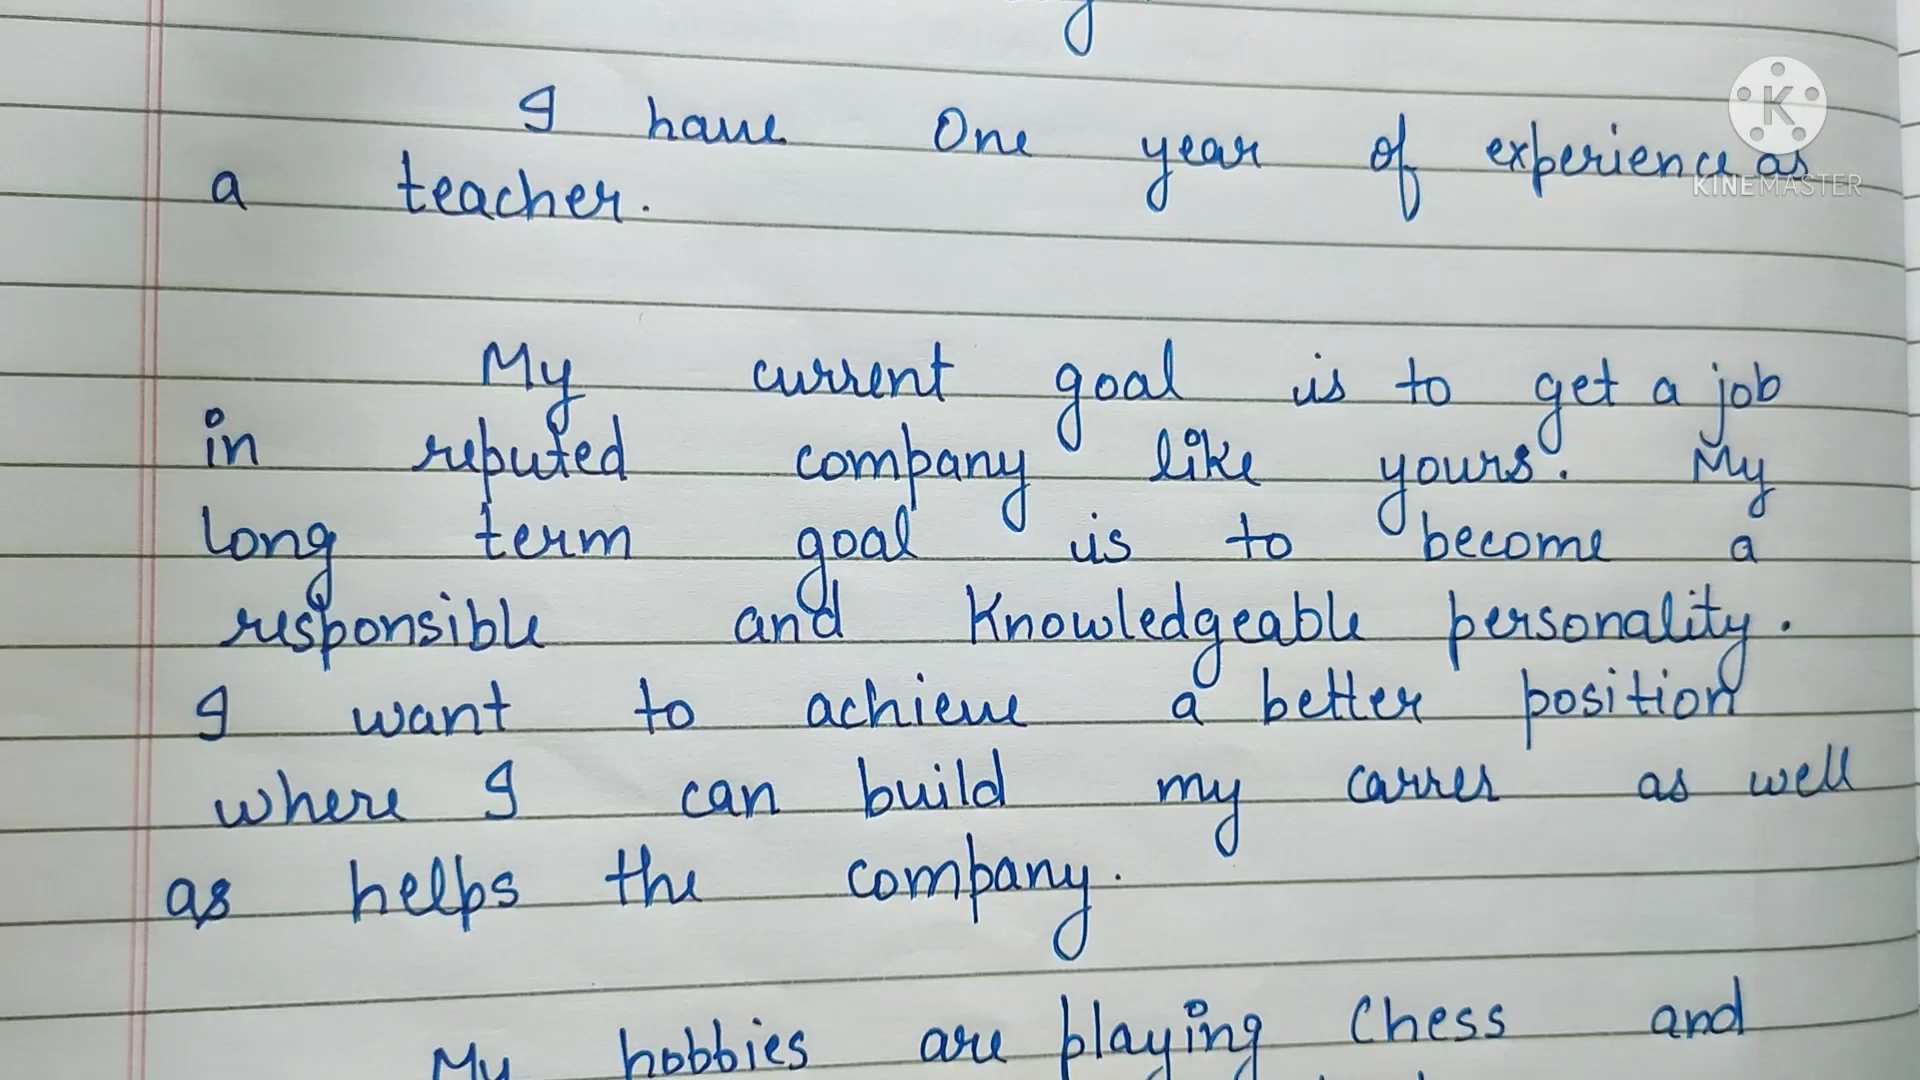 I have One year of experience as
a teacher.
My current goal is to get a job
in reputed company like yours. My
long term goal is to become a
responsible and Knowledgeable personality.
I want to achieve a better position
where I can build my carrer as well
as helps the company.
My hobbies are playing Chess and
K
KINEMASTER